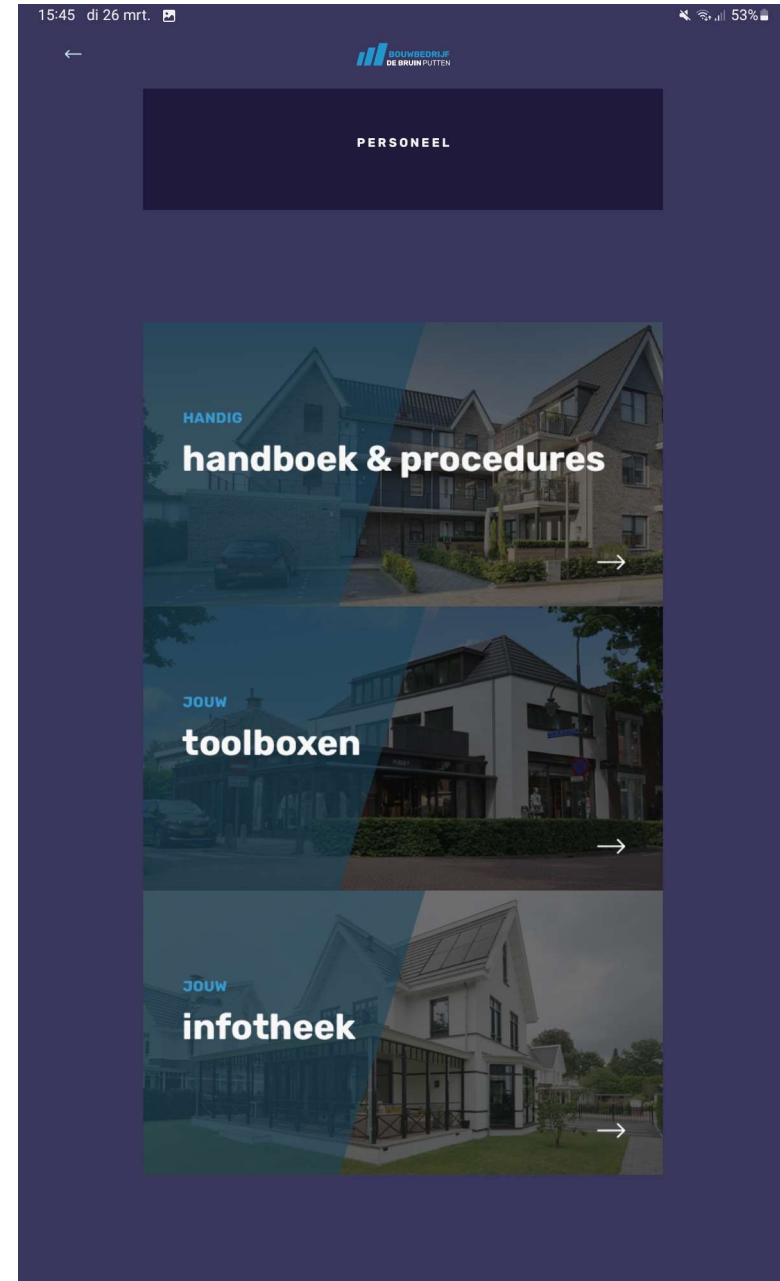 15:45 di 26 mrt. 53%
BOUWBEDRIJF
DE BRUIN PUTTEN
PERSONEEL
HANDIG
handboek & procedures
JOUW
toolboxen
JOUW
infotheek